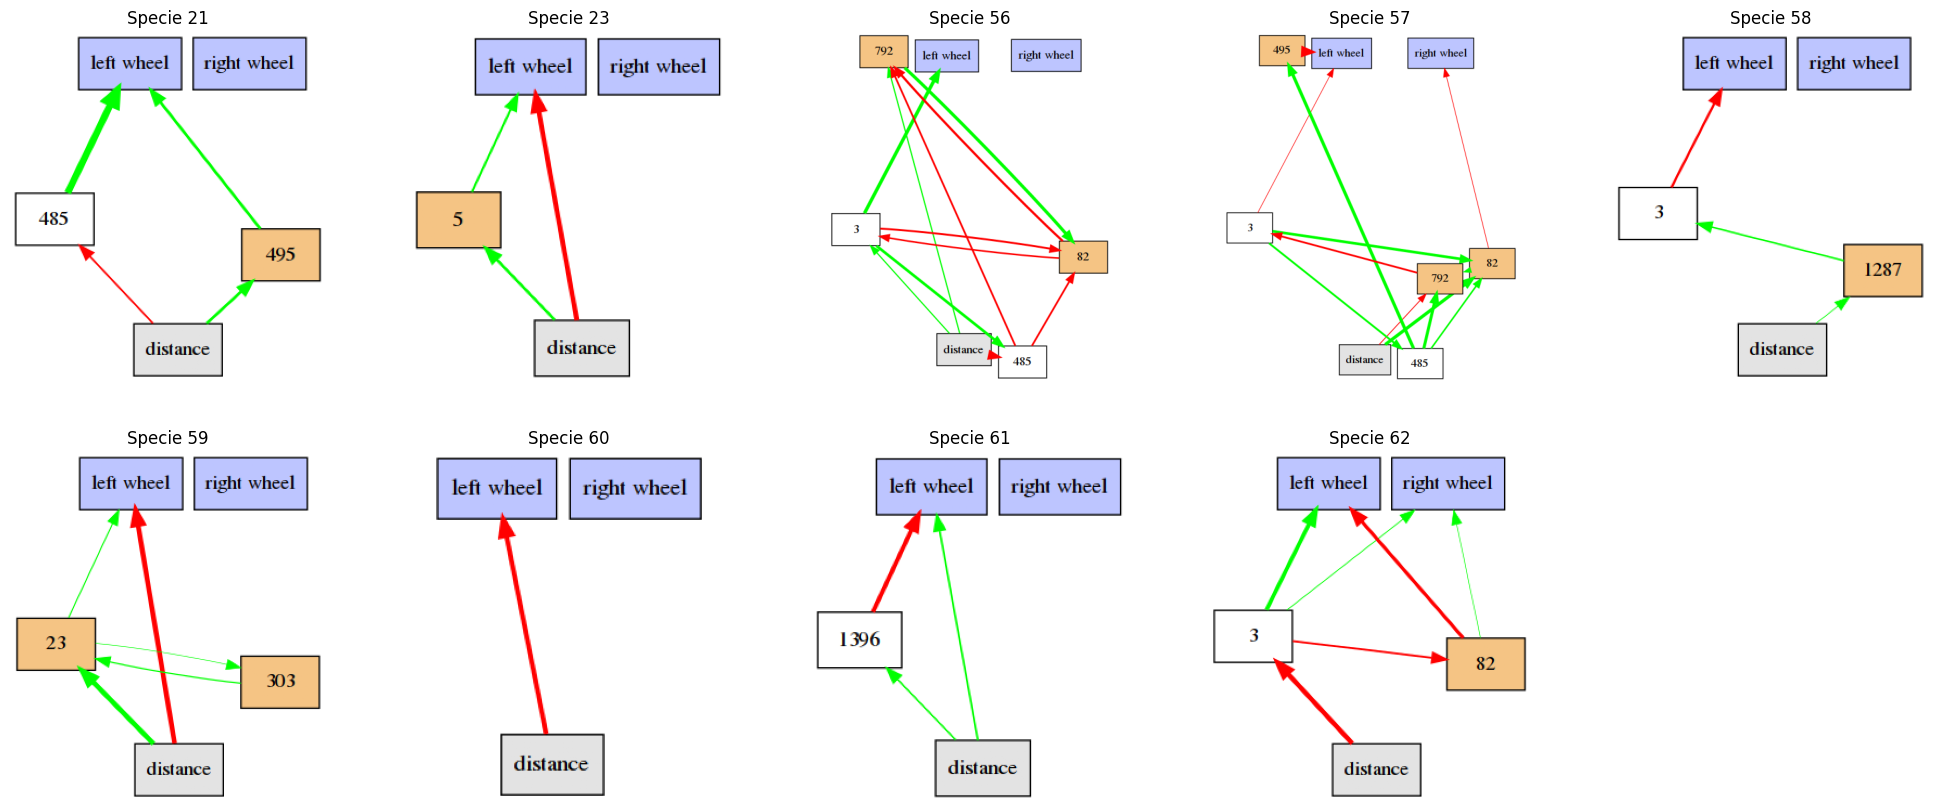 Specie 21
left wheel
right wheel
485
495
distance
Specie 23
left wheel
right wheel
5
distance
Specie 56
792
left wheel
right wheel
3
82
distance
485
Specie 57
495
left wheel
right wheel
3
82
792
distance
485
Specie 58
left wheel
right wheel
3
1287
distance
Specie 59
left wheel
right wheel
23
303
distance
Specie 60
left wheel
right wheel
distance
Specie 61
left wheel
right wheel
1396
distance
Specie 62
left wheel
right wheel
3
82
distance